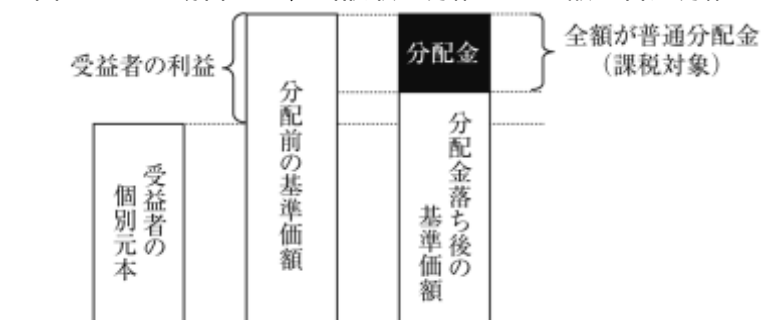 受益者の利益
分配金
全額が普通分配金
(課税対象)
受益者の
個別元本
分配前の基準価額
分配金落ち後の
基準価額